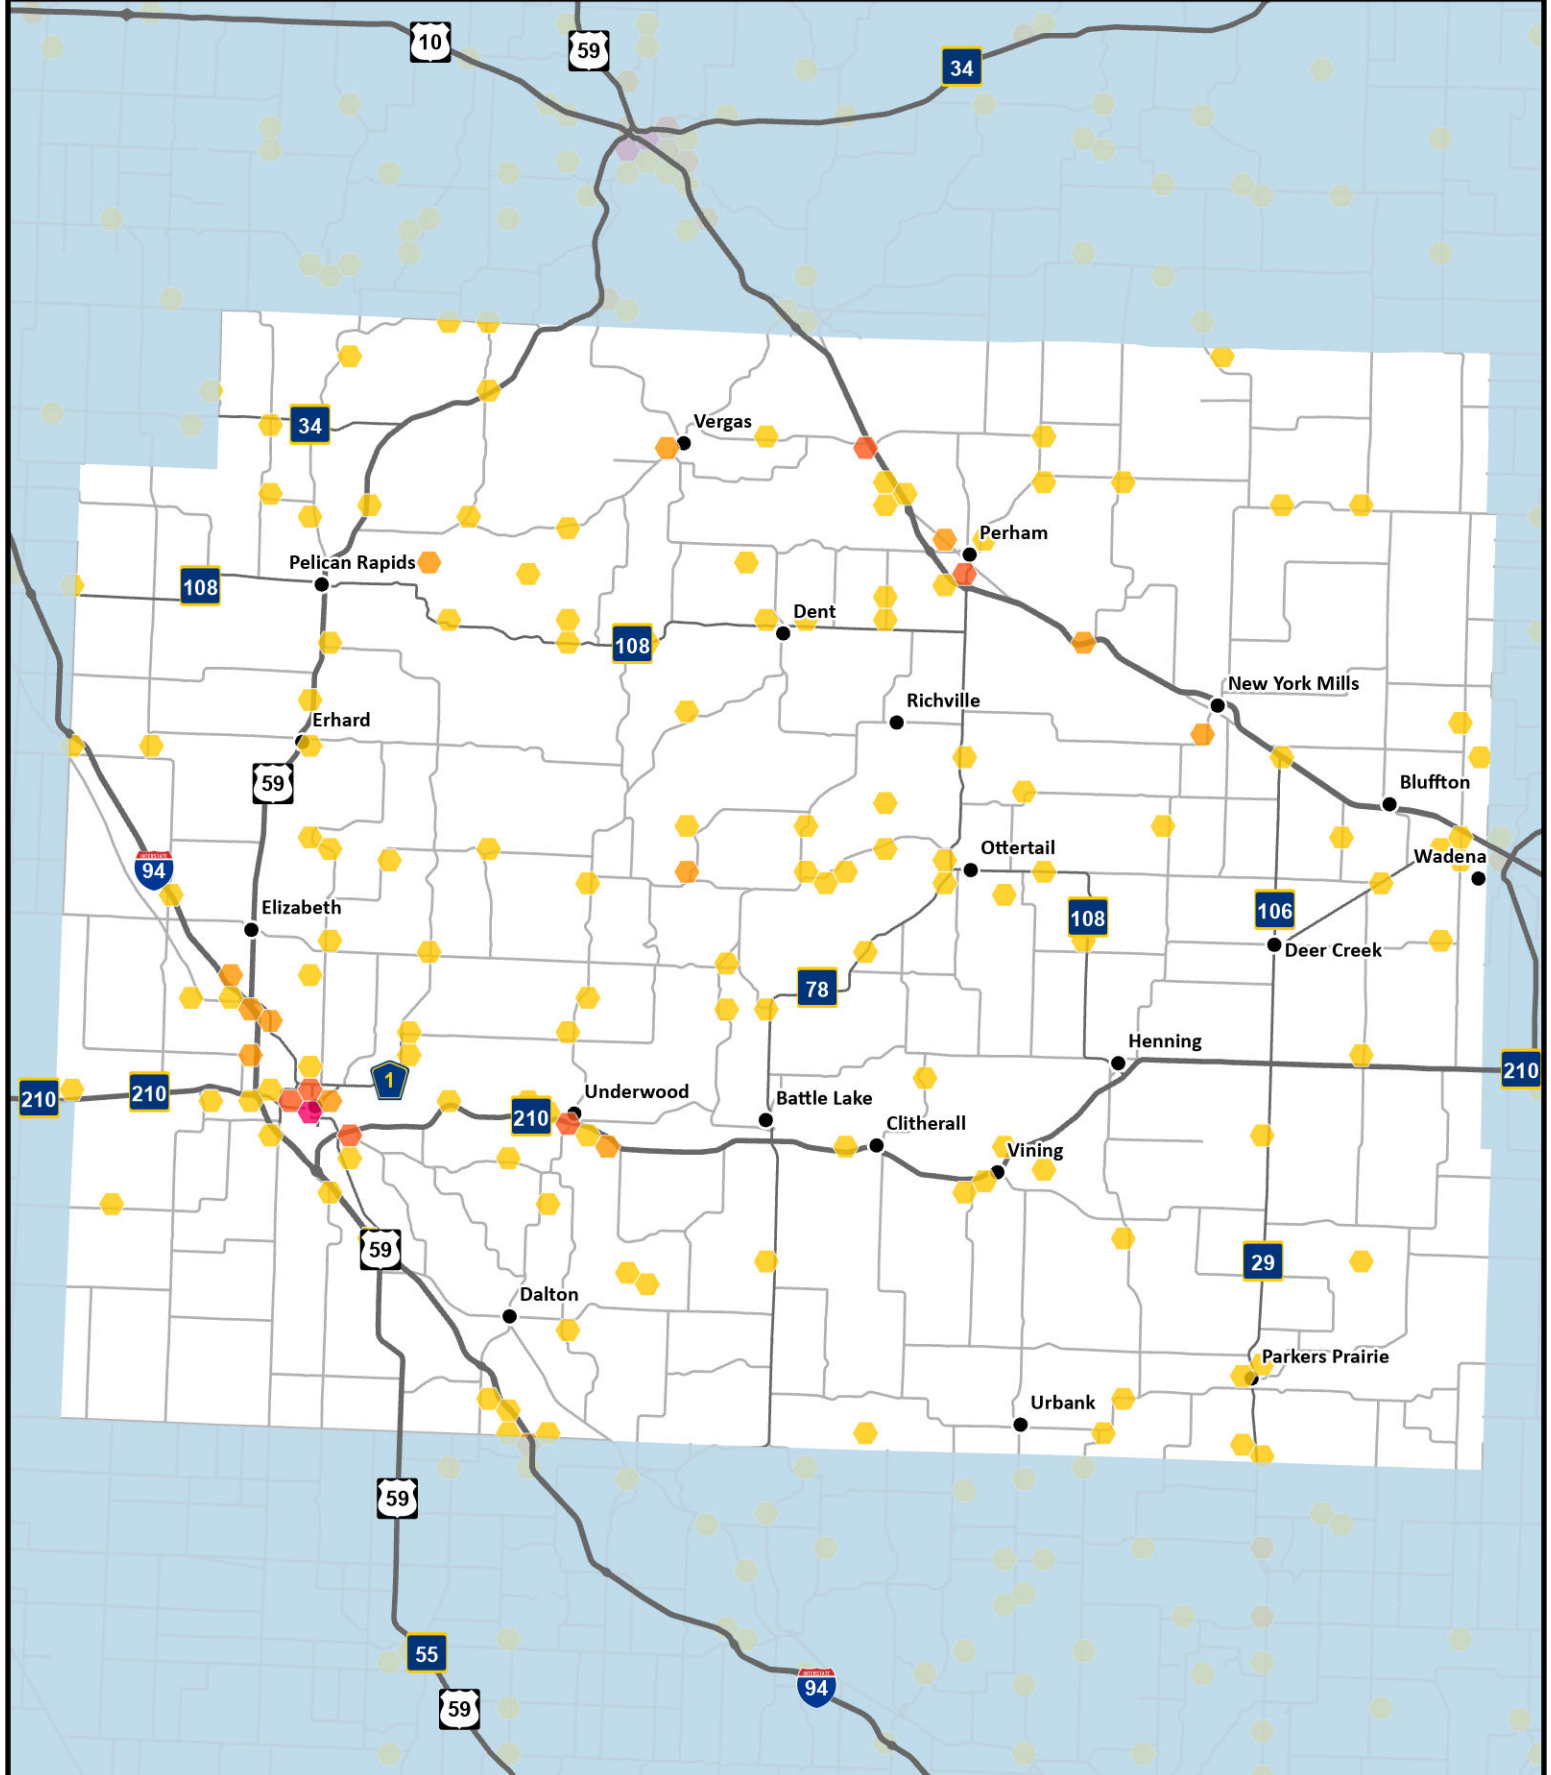 10
59
34
Vergas
34
Perham
Pelican Rapids
108
Dent
108
New York Mills
Richville
Erhard
59
Bluffton
Ottertail
Wadena
INTERSTATE
94
Elizabeth
108
106
Deer Creek
78
Henning
210
1
210
210
Underwood
210
Battle Lake
Clitherall
Vining
59
29
Dalton
Parkers Prairie
Urbank
59
55
INTERSTATE
94
59